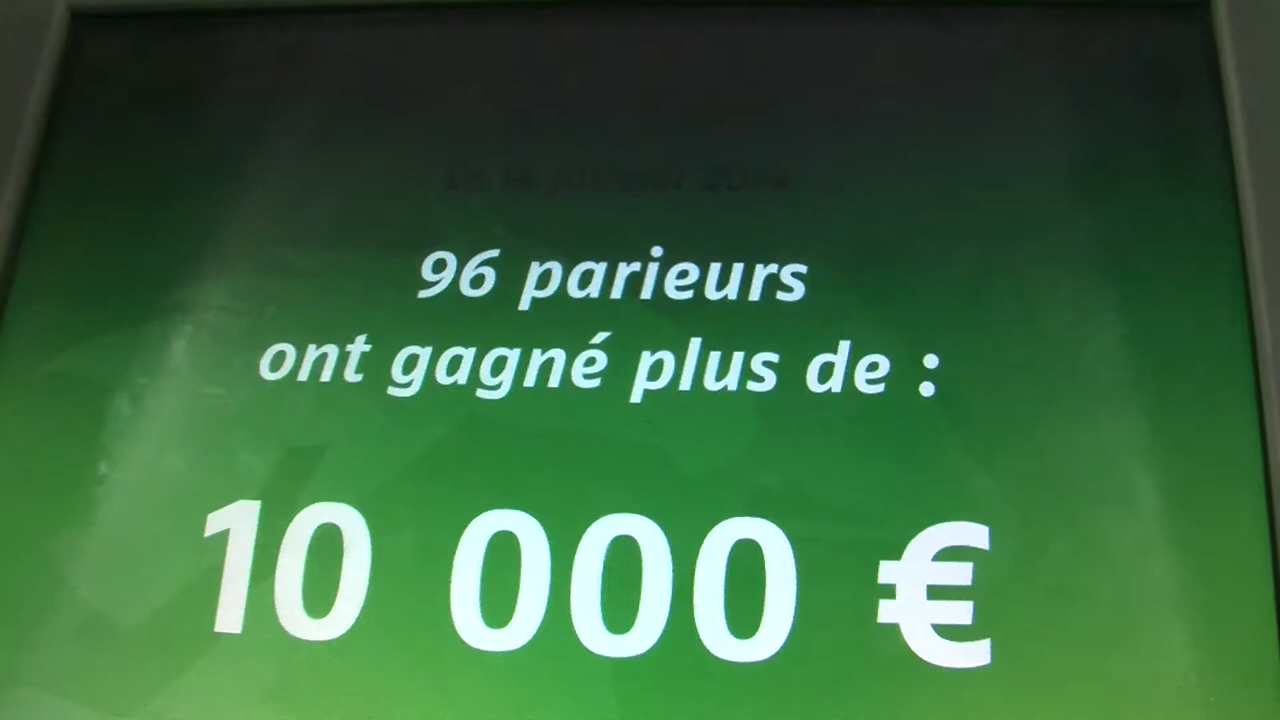 96 parieurs
ont gagné plus de :
10 000 €